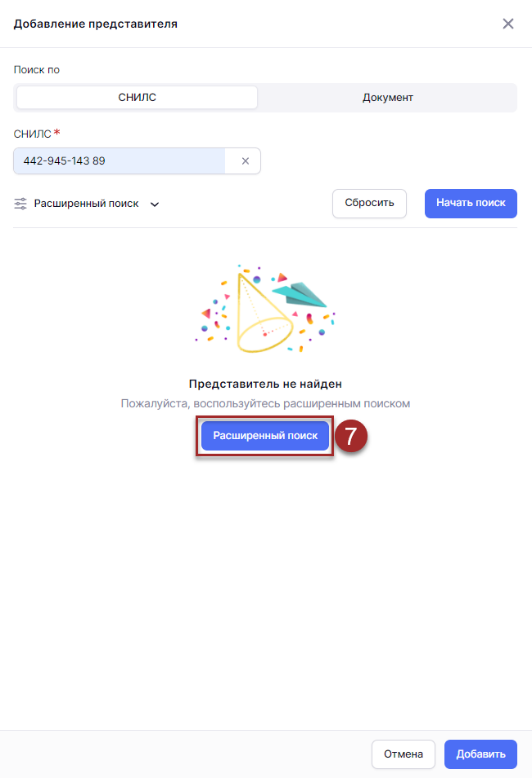 Добавление представителя
Поиск по
СНИЛС
Документ
СНИЛС *
442-945-143 89
Расширенный поиск
Сбросить
Начать поиск
Представитель не найден
Пожалуйста, воспользуйтесь расширенным поиском
Расширенный поиск
7
Отмена
Добавить